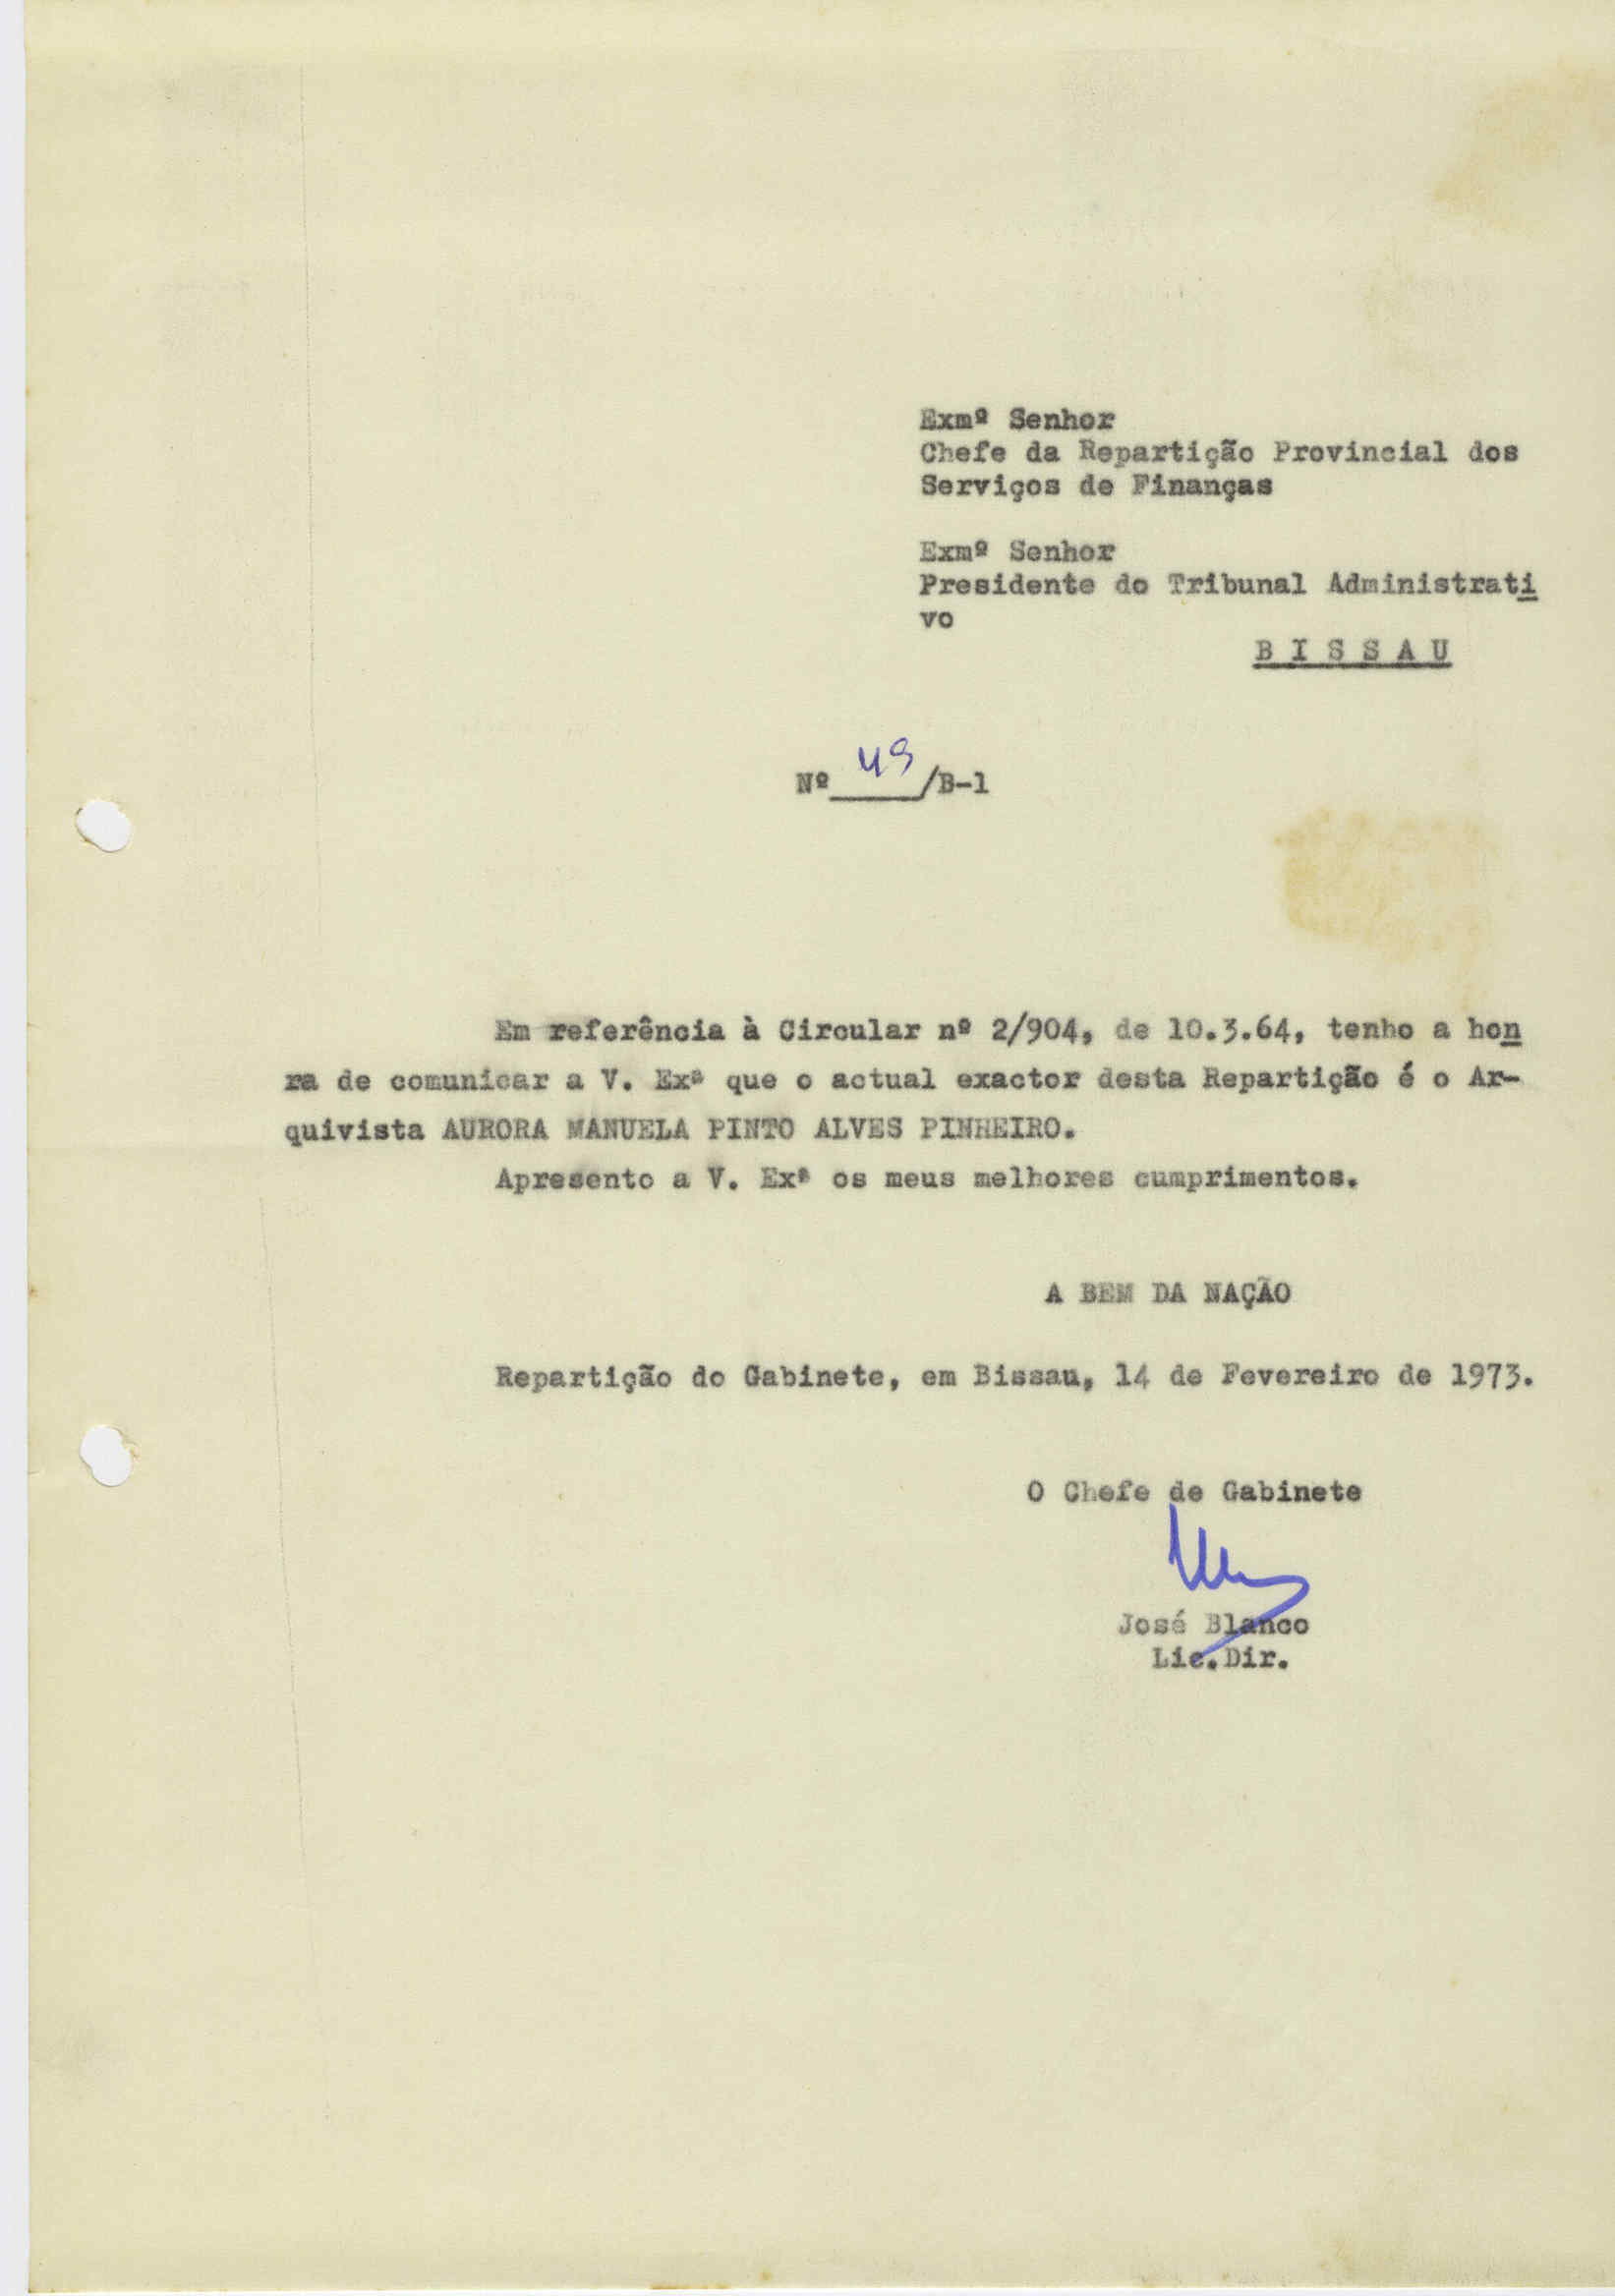 Exmº Senhor
Chefe da Repartição Provincial dos
Serviços de Finanças
Exmº Senhor
Presidente do Tribunal Administrati
vo
B I S S A U
Nº 49/B-1
Em referência à Circular nº 2/904, de 10.3.64, tenho a hon
ra de comunicar a V. Exª que o actual exactor desta Repartição é o Ar-
quivista AURORA MANUELA PINTO ALVES PINHEIRO.
Apresento a V. Exª os meus melhores cumprimentos.
A BEM DA NAÇÃO
Repartição do Gabinete, em Bissau, 14 de Fevereiro de 1973.
O Chefe de Gabinete
José Blanco
Lic.Dir.